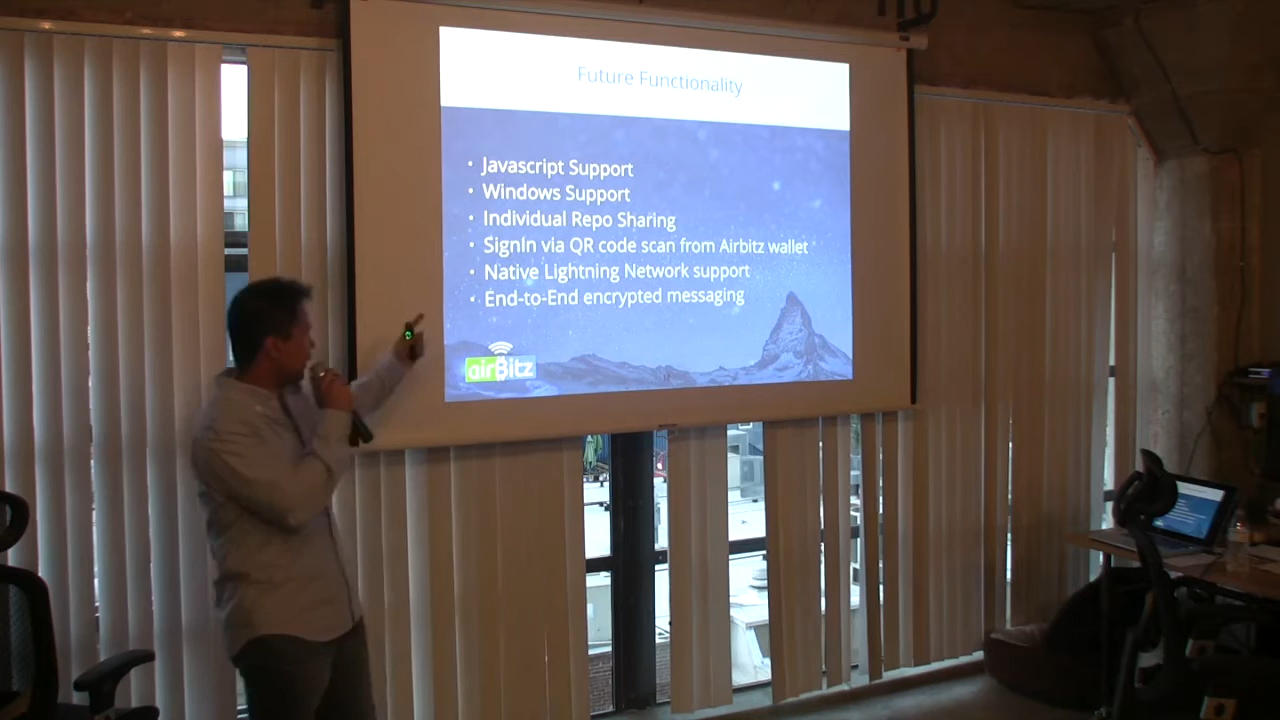 Future Functionality
• Javascript Support
• Windows Support
• Individual Repo Sharing
• SignIn via QR code scan from Airbitz wallet
• Native Lightning Network support
• End-to-End encrypted messaging
airBitz